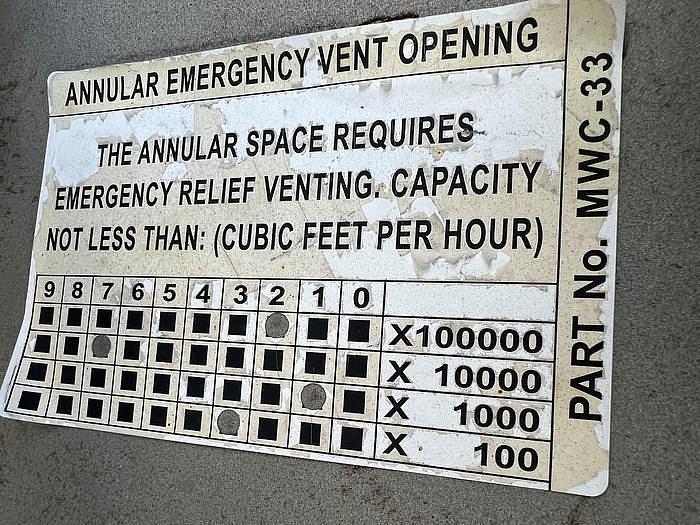 ANNULAR EMERGENCY VENT OPENING
THE ANNULAR SPACE REQUIRES
EMERGENCY RELIEF VENTING. CAPACITY
NOT LESS THAN: (CUBIC FEET PER HOUR)
9 8 7 6 5 4 3 2 1 0
X100000
X 10000
X 1000
X 100
PART No. MWC-33